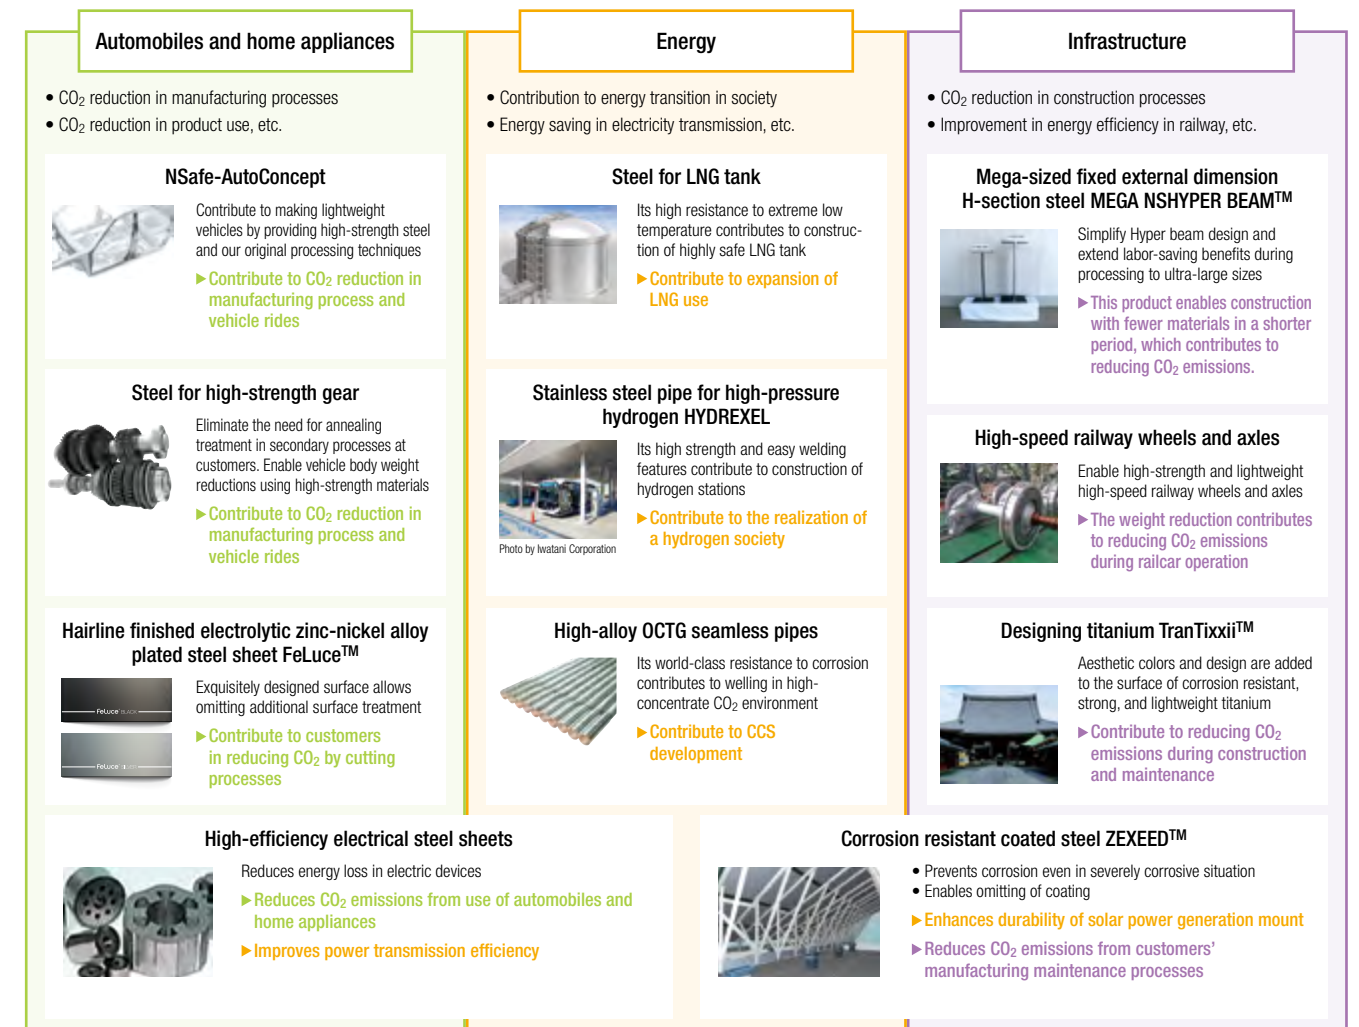 Automobiles and home appliances
• CO2 reduction in manufacturing processes
• CO2 reduction in product use, etc.
NSafe-AutoConcept
Contribute to making lightweight
vehicles by providing high-strength steel
and our original processing techniques
▶Contribute to CO2 reduction in
manufacturing process and
vehicle rides
Steel for high-strength gear
Eliminate the need for annealing
treatment in secondary processes at
customers. Enable vehicle body weight
reductions using high-strength materials
▶Contribute to CO2 reduction in
manufacturing process and
vehicle rides
Hairline finished electrolytic zinc-nickel alloy
plated steel sheet FeLuce™
FeLuce BLACK
FeLuce SILVER
Exquisitely designed surface allows
omitting additional surface treatment
▶Contribute to customers
in reducing CO2 by cutting
processes
Energy
• Contribution to energy transition in society
• Energy saving in electricity transmission, etc.
Steel for LNG tank
Its high resistance to extreme low
temperature contributes to construc-
tion of highly safe LNG tank
▶Contribute to expansion of
LNG use
Stainless steel pipe for high-pressure
hydrogen HYDREXEL
Photo by Iwatani Corporation
Its high strength and easy welding
features contribute to construction of
hydrogen stations
▶Contribute to the realization of
a hydrogen society
High-alloy OCTG seamless pipes
Its world-class resistance to corrosion
contributes to welling in high-
concentrate CO2 environment
▶Contribute to CCS
development
Infrastructure
• CO2 reduction in construction processes
• Improvement in energy efficiency in railway, etc.
Mega-sized fixed external dimension
H-section steel MEGA NSHYPER BEAM™
Simplify Hyper beam design and
extend labor-saving benefits during
processing to ultra-large sizes
▶This product enables construction
with fewer materials in a shorter
period, which contributes to
reducing CO2 emissions.
High-speed railway wheels and axles
Enable high-strength and lightweight
high-speed railway wheels and axles
▶The weight reduction contributes
to reducing CO2 emissions
during railcar operation
Designing titanium TranTixxii™
Aesthetic colors and design are added
to the surface of corrosion resistant,
strong, and lightweight titanium
▶Contribute to reducing CO2
emissions during construction
and maintenance
High-efficiency electrical steel sheets
Reduces energy loss in electric devices
▶Reduces CO2 emissions from use of automobiles and
home appliances
▶Improves power transmission efficiency
Corrosion resistant coated steel ZEXEED™
• Prevents corrosion even in severely corrosive situation
• Enables omitting of coating
▶Enhances durability of solar power generation mount
▶Reduces CO2 emissions from customers’
manufacturing maintenance processes